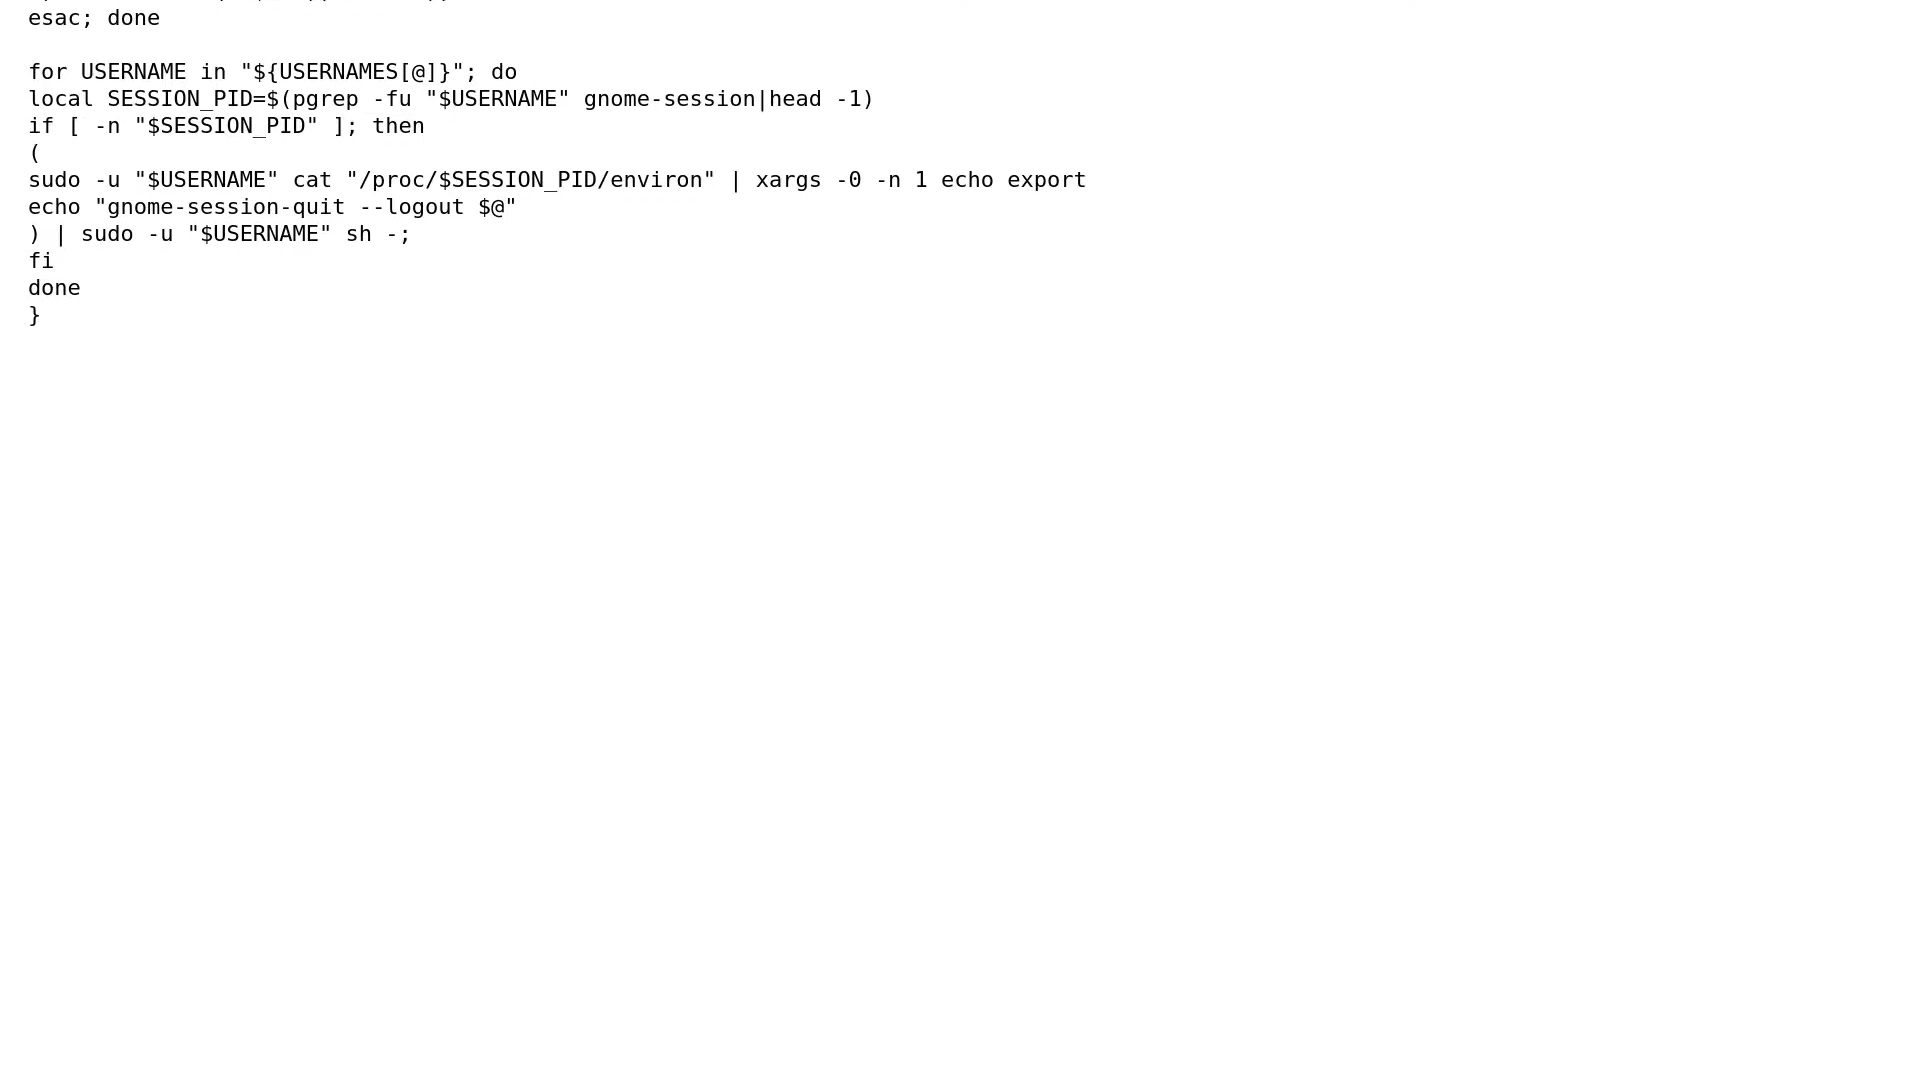 esac; done

for USERNAME in "${USERNAMES[@]}"; do
local SESSION_PID=$(pgrep -fu "$USERNAME" gnome-session|head -1)
if [ -n "$SESSION_PID" ]; then
(
sudo -u "$USERNAME" cat "/proc/$SESSION_PID/environ" | xargs -0 -n 1 echo export
echo "gnome-session-quit --logout $@"
) | sudo -u "$USERNAME" sh -;
fi
done
}